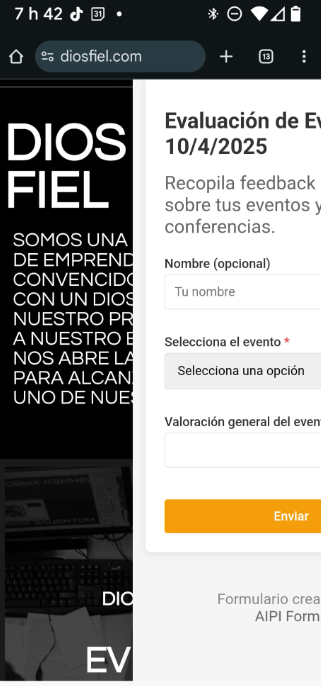 7 h 42
31
diosfiel.com
13
DIOS
FIEL
SOMOS UNA
DE EMPREND
CONVENCIDO
CON UN DIOS
NUESTRO PR
A NUESTRO E
NOS ABRE LA
PARA ALCAN
UNO DE NUES
DIO
EV
Evaluación de Ev
10/4/2025
Recopila feedback
sobre tus eventos y
conferencias.
Nombre (opcional)
Tu nombre
Selecciona el evento *
Selecciona una opción
Valoración general del even
Enviar
Formulario crea
AIPI Form